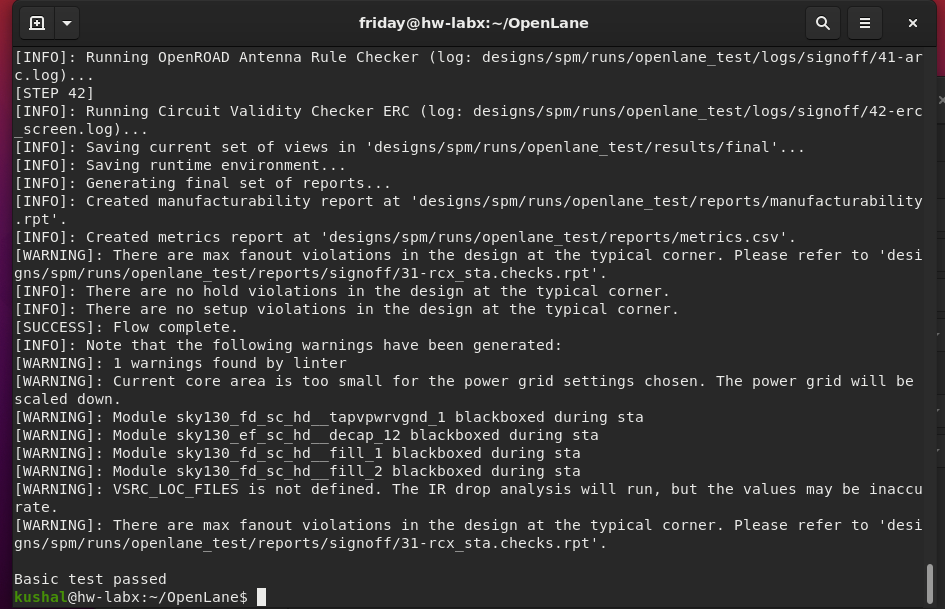 friday@hw-labx:~/OpenLane
[INFO]: Running OpenROAD Antenna Rule Checker (log: designs/spm/runs/openlane_test/logs/signoff/41-ar
c.log)...
[STEP 42]
[INFO]: Running Circuit Validity Checker ERC (log: designs/spm/runs/openlane_test/logs/signoff/42-erc
_screen.log)...
[INFO]: Saving current set of views in 'designs/spm/runs/openlane_test/results/final'...
[INFO]: Saving runtime environment...
[INFO]: Generating final set of reports...
[INFO]: Created manufacturability report at 'designs/spm/runs/openlane_test/reports/manufacturability
.rpt'.
[INFO]: Created metrics report at 'designs/spm/runs/openlane_test/reports/metrics.csv'.
[WARNING]: There are max fanout violations in the design at the typical corner. Please refer to 'desi
gns/spm/runs/openlane_test/reports/signoff/31-rcx_sta.checks.rpt'.
[INFO]: There are no hold violations in the design at the typical corner.
[INFO]: There are no setup violations in the design at the typical corner.
[SUCCESS]: Flow complete.
[INFO]: Note that the following warnings have been generated:
[WARNING]: 1 warnings found by linter
[WARNING]: Current core area is too small for the power grid settings chosen. The power grid will be
scaled down.
[WARNING]: Module sky130_fd_sc_hd__tapvpwrvgnd_1 blackboxed during sta
[WARNING]: Module sky130_ef_sc_hd__decap_12 blackboxed during sta
[WARNING]: Module sky130_fd_sc_hd__fill_1 blackboxed during sta
[WARNING]: Module sky130_fd_sc_hd__fill_2 blackboxed during sta
[WARNING]: VSRC_LOC_FILES is not defined. The IR drop analysis will run, but the values may be inaccu
rate.
[WARNING]: There are max fanout violations in the design at the typical corner. Please refer to 'desi
gns/spm/runs/openlane_test/reports/signoff/31-rcx_sta.checks.rpt'.
Basic test passed
kushal@hw-labx:~/OpenLane$